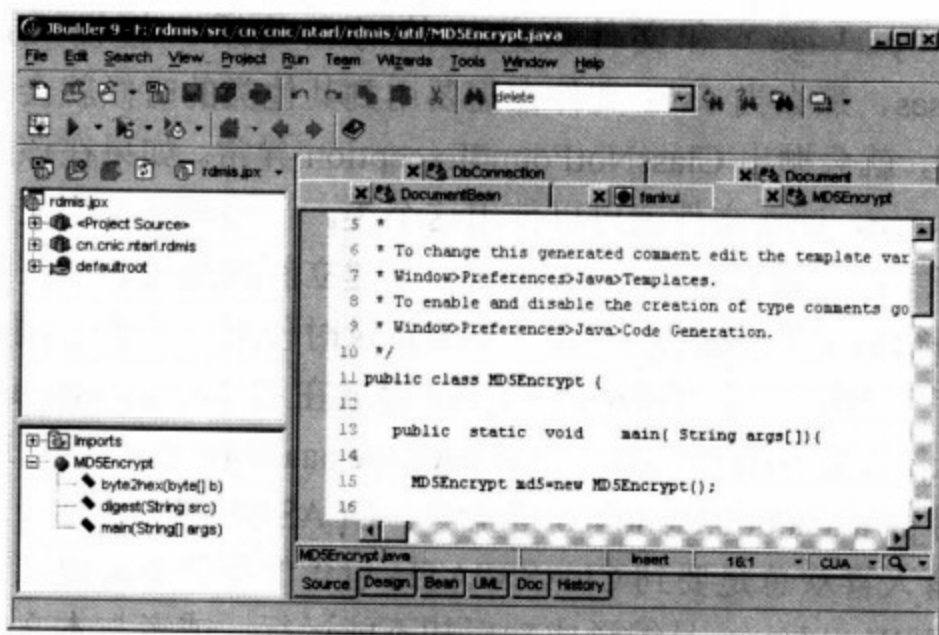 JBuilder 9 - F:/rdmis/src/cn/cnic/ntarl/rdmis/util/MD5Encrypt.java
File Edit Search View Project Run Team Wizards Tools Window Help
delete
rdmis.jpx
DbConnection Document
DocumentBean fankui MD5Encrypt
rdmis.jpx
<Project Source>
cn.cnic.ntarl.rdmis
defaultroot
5 *
6 * To change this generated comment edit the template var
7 * Window>Preferences>Java>Templates.
8 * To enable and disable the creation of type comments go
9 * Window>Preferences>Java>Code Generation.
10 */
11 public class MD5Encrypt {
12
13 public static void main( String args[]){
14
15 MD5Encrypt md5=new MD5Encrypt();
16
Imports
MD5Encrypt
byte2hex(byte[] b)
digest(String src)
main(String[] args)
MD5Encrypt.java Insert 16:1 CUA
Source Design Bean UML Doc History